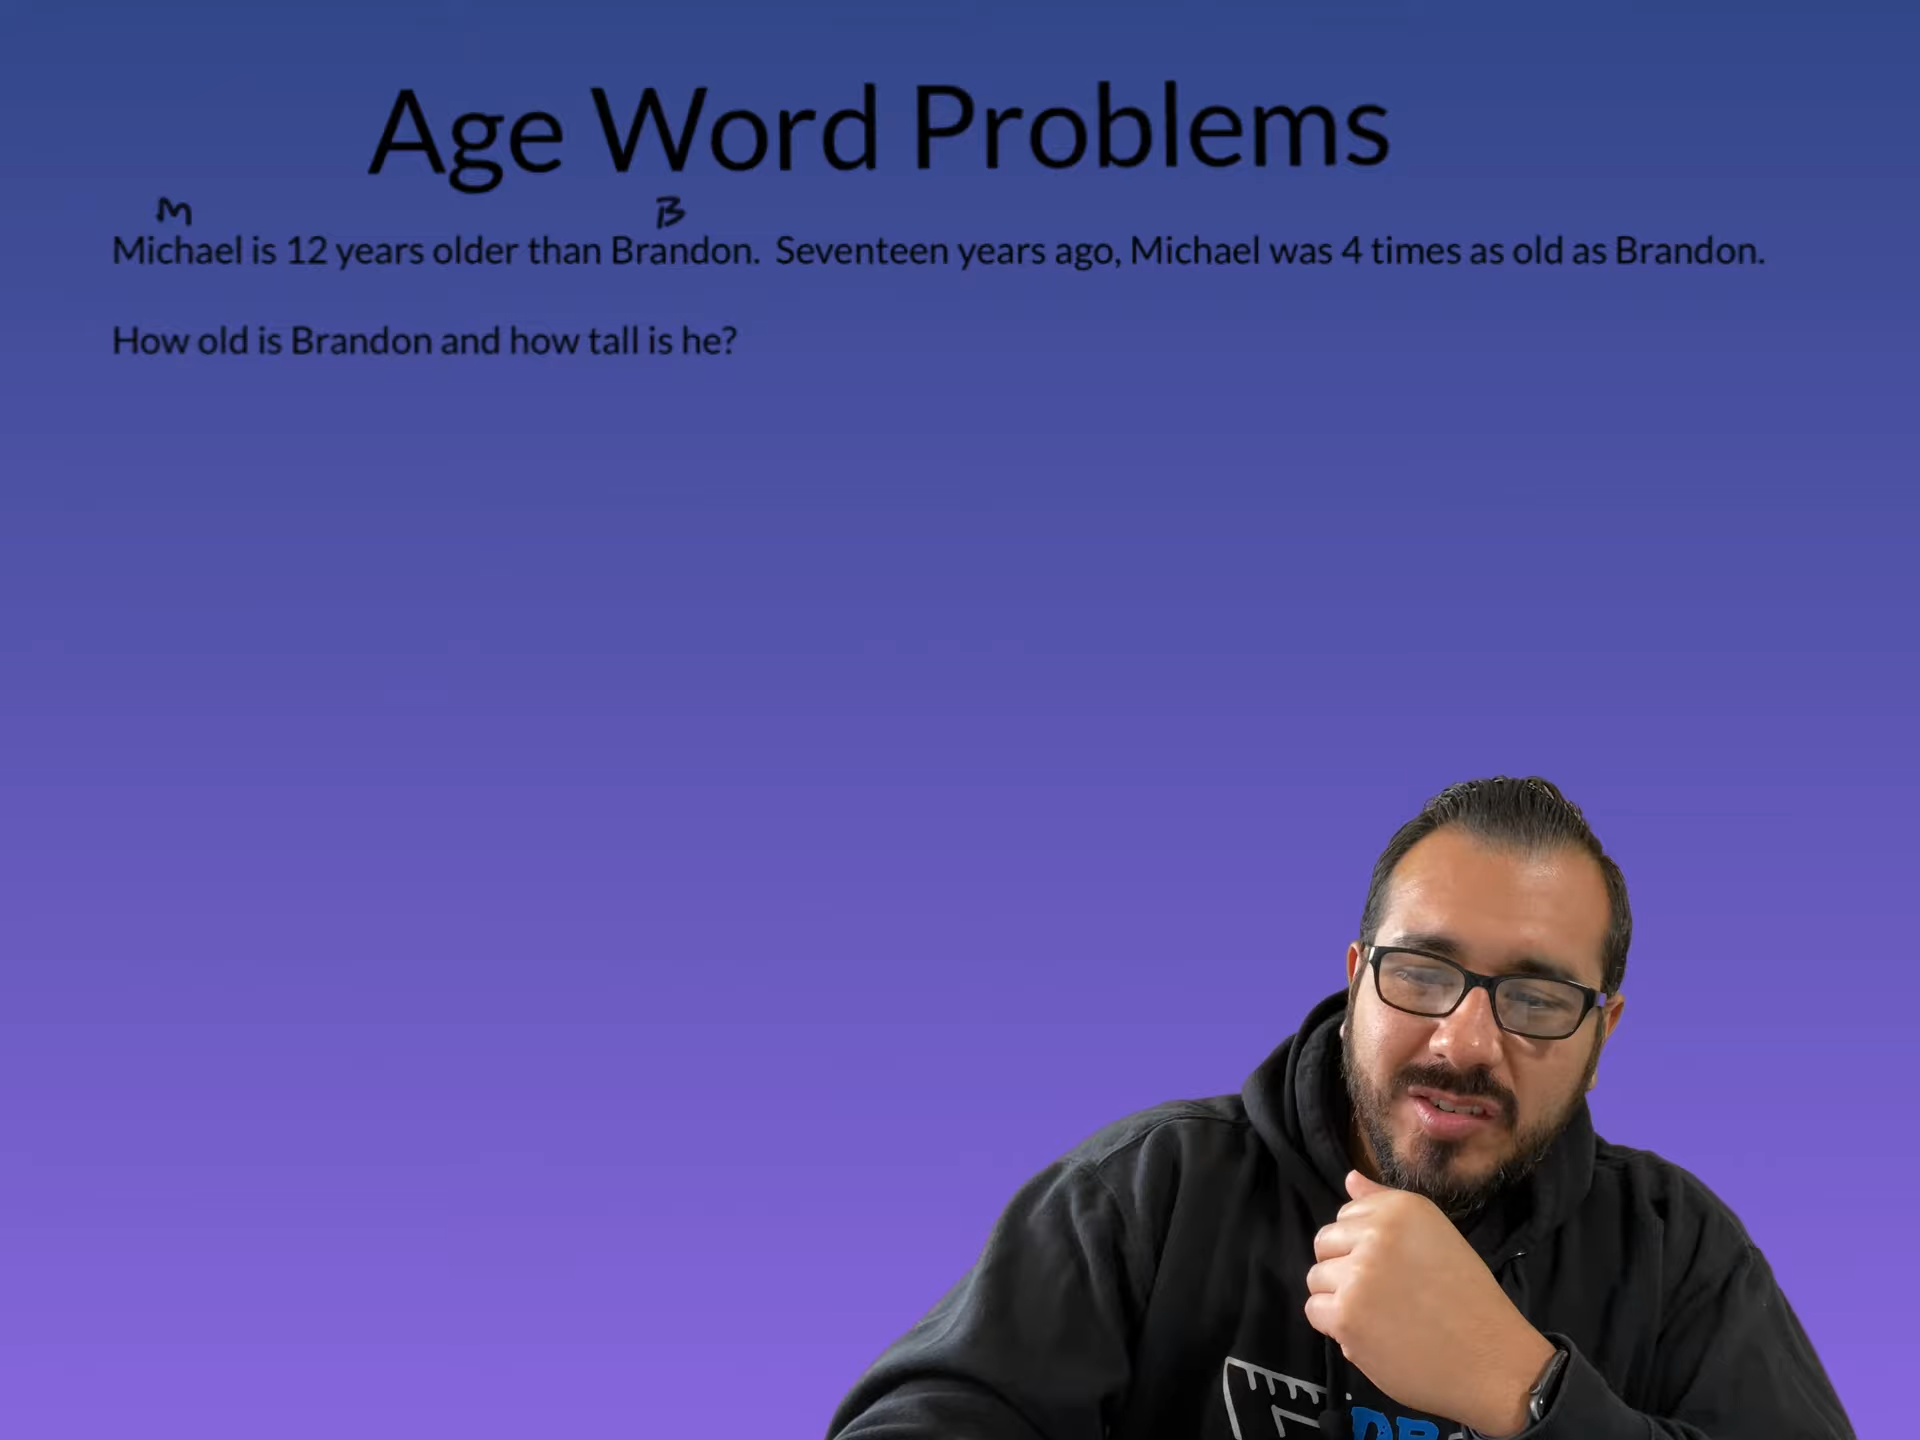 Age Word Problems
M B
Michael is 12 years older than Brandon. Seventeen years ago, Michael was 4 times as old as Brandon.
How old is Brandon and how tall is he?
DR